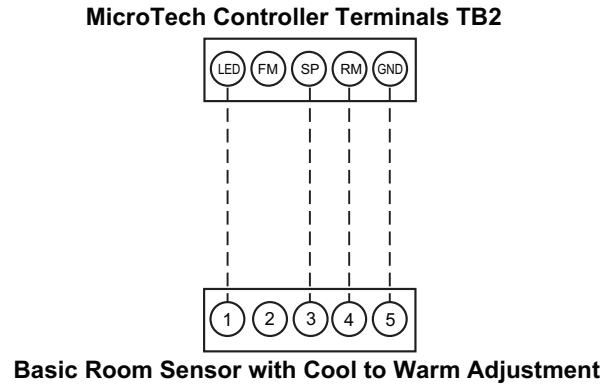 MicroTech Controller Terminals TB2
LED FM SP RM GND
1 2 3 4 5
Basic Room Sensor with Cool to Warm Adjustment